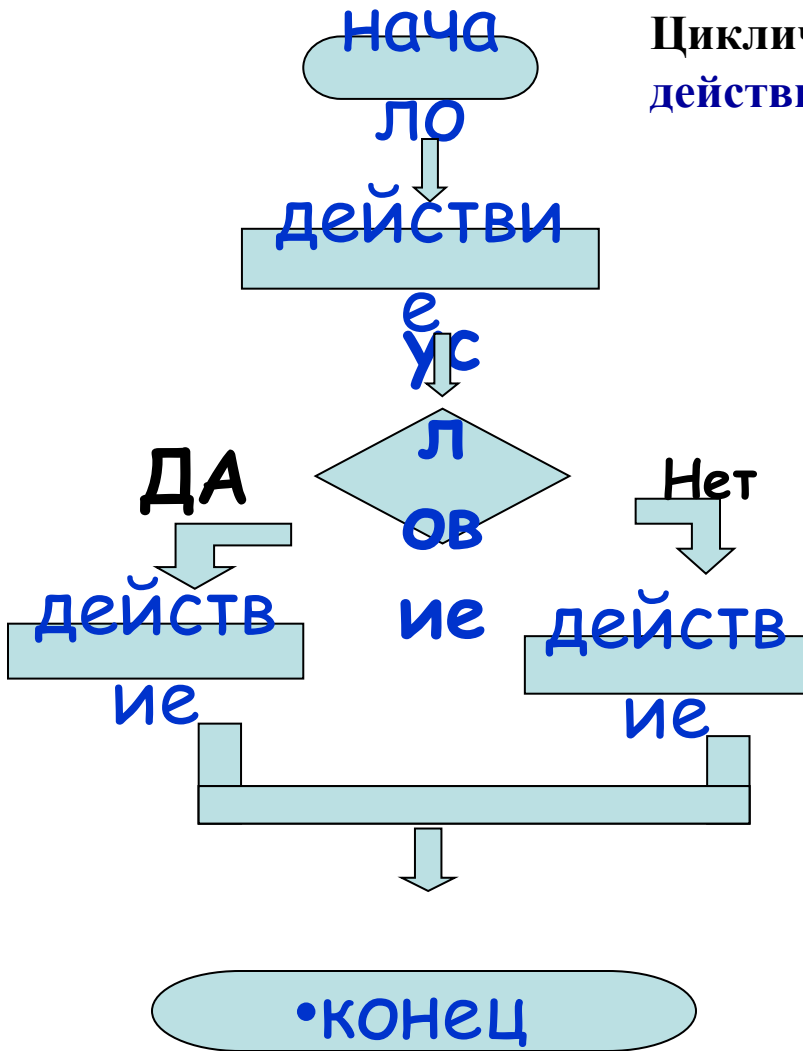 нача
ло
действи
е
ус
л
ов
ие
ДА
Нет
действ
ие
действ
ие
•конец